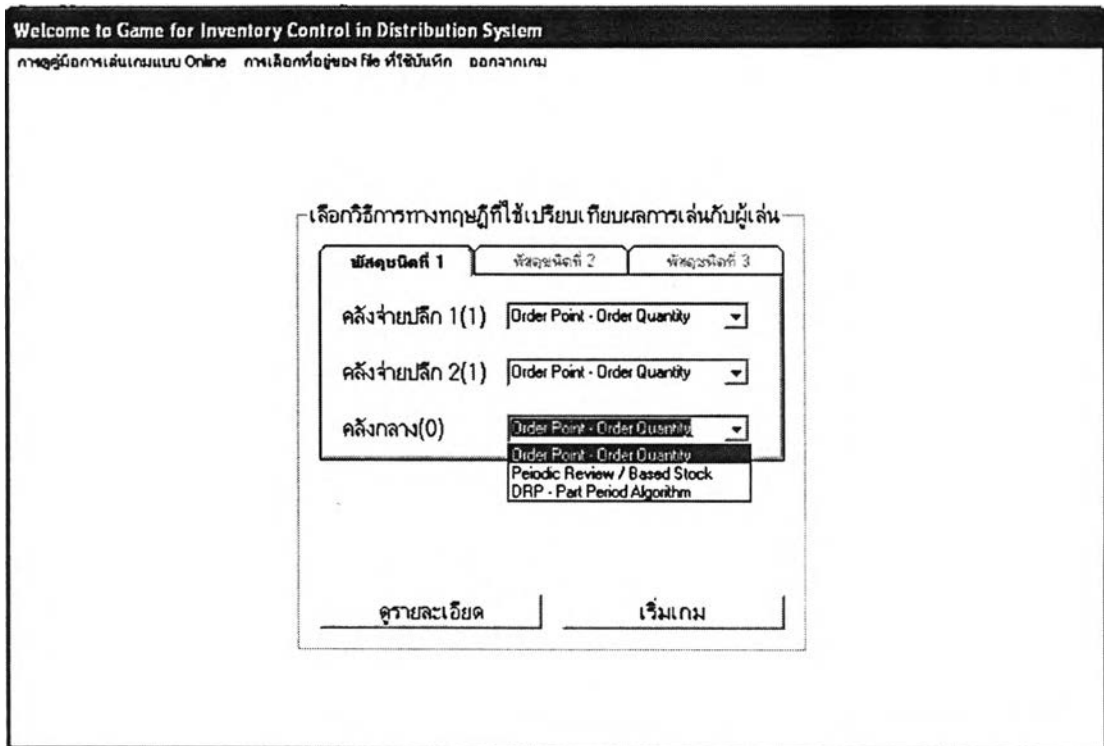 Welcome to Game for Inventory Control in Distribution System
การดูคู่มือการเล่นเกมแบบ Online การเลือกที่อยู่ของ File ที่ใช้บันทึก ออกจากเกม
เลือกวิธีการทางทฤษฎีที่ใช้เปรียบเทียบผลการเล่นกับผู้เล่น
พัสดุชนิดที่ 1 พัสดุชนิดที่ 2 พัสดุชนิดที่ 3
คลังจ่ายปลีก 1(1) Order Point - Order Quantity
คลังจ่ายปลีก 2(1) Order Point - Order Quantity
คลังกลาง(0) Order Point - Order Quantity
Order Point - Order Quantity
Peiodic Review / Based Stock
DRP - Part Period Algorithm
ดูรายละเอียด เริ่มเกม